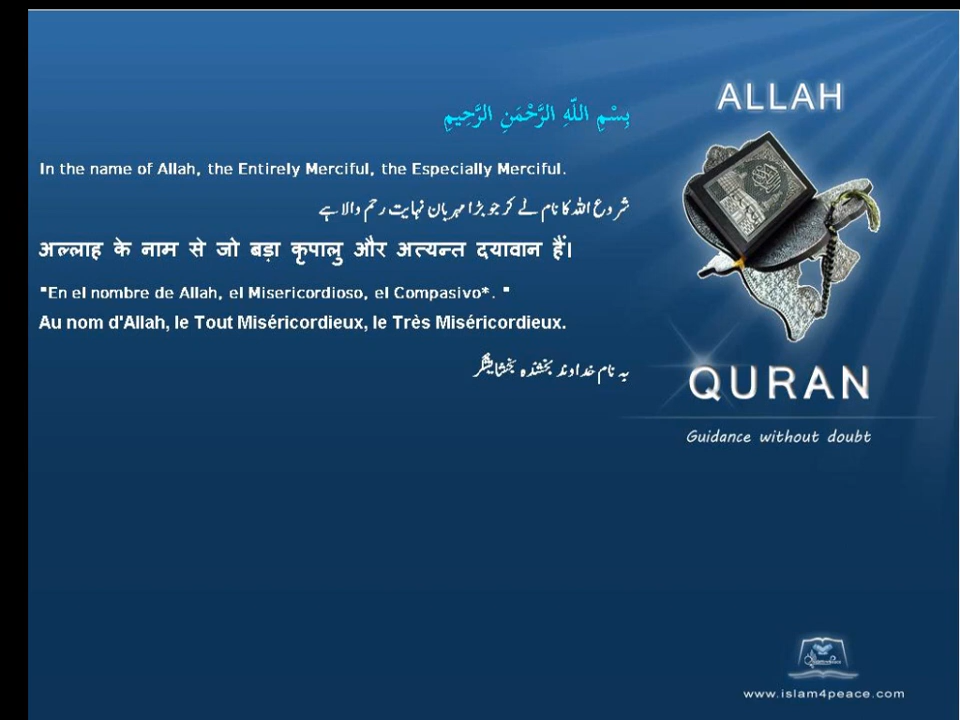 بِسْمِ اللّهِ الرَّحْمَنِ الرَّحِيمِ
In the name of Allah, the Entirely Merciful, the Especially Merciful.
شروع الله کا نام لے کر جو بڑا مہربان نہایت رحم والا ہے
अल्लाह के नाम से जो बड़ा कृपालु और अत्यन्त दयावान हैं।
"En el nombre de Allah, el Misericordioso, el Compasivo*. "
Au nom d'Allah, le Tout Miséricordieux, le Très Miséricordieux.
به نام خداوند بخشنده بخشایشگر
ALLAH
QURAN
Guidance without doubt
www.islam4peace.com